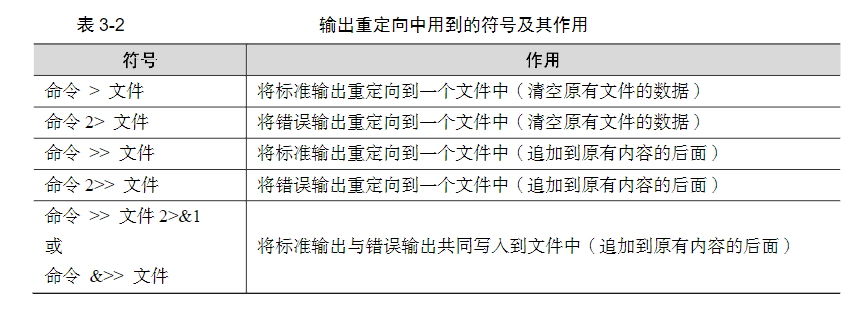 表 3-2 输出重定向中用到的符号及其作用
符号 作用
命令 > 文件 将标准输出重定向到一个文件中（清空原有文件的数据）
命令 2> 文件 将错误输出重定向到一个文件中（清空原有文件的数据）
命令 >> 文件 将标准输出重定向到一个文件中（追加到原有内容的后面）
命令 2>> 文件 将错误输出重定向到一个文件中（追加到原有内容的后面）
命令 >> 文件 2>&1
或
命令 &>> 文件
将标准输出与错误输出共同写入到文件中（追加到原有内容的后面）